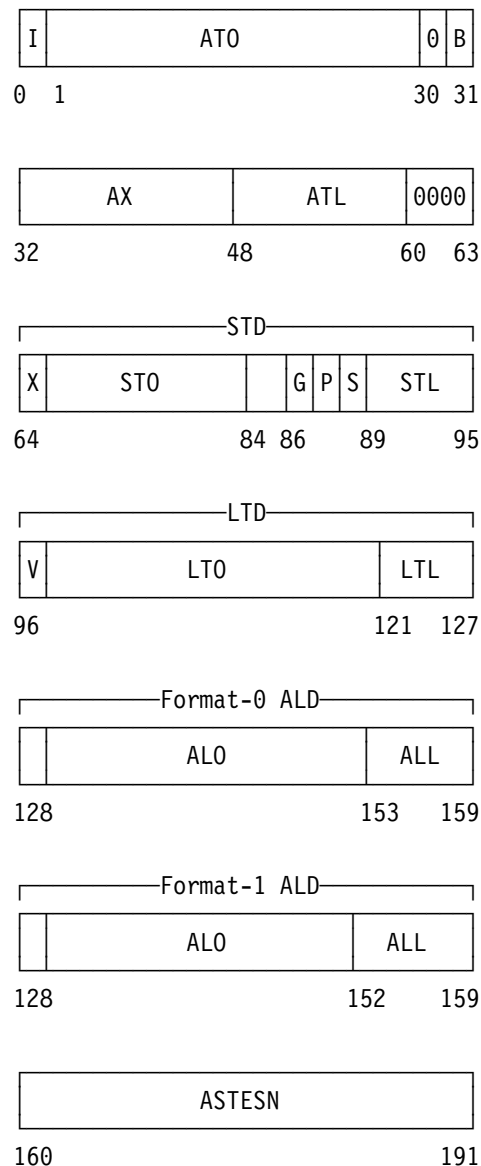 I ATO 0 B
0 1 30 31
AX ATL 0000
32 48 60 63
STD
X STO G P S STL
64 84 86 89 95
LTD
V LTO LTL
96 121 127
Format-0 ALD
ALO ALL
128 153 159
Format-1 ALD
ALO ALL
128 152 159
ASTESN
160 191